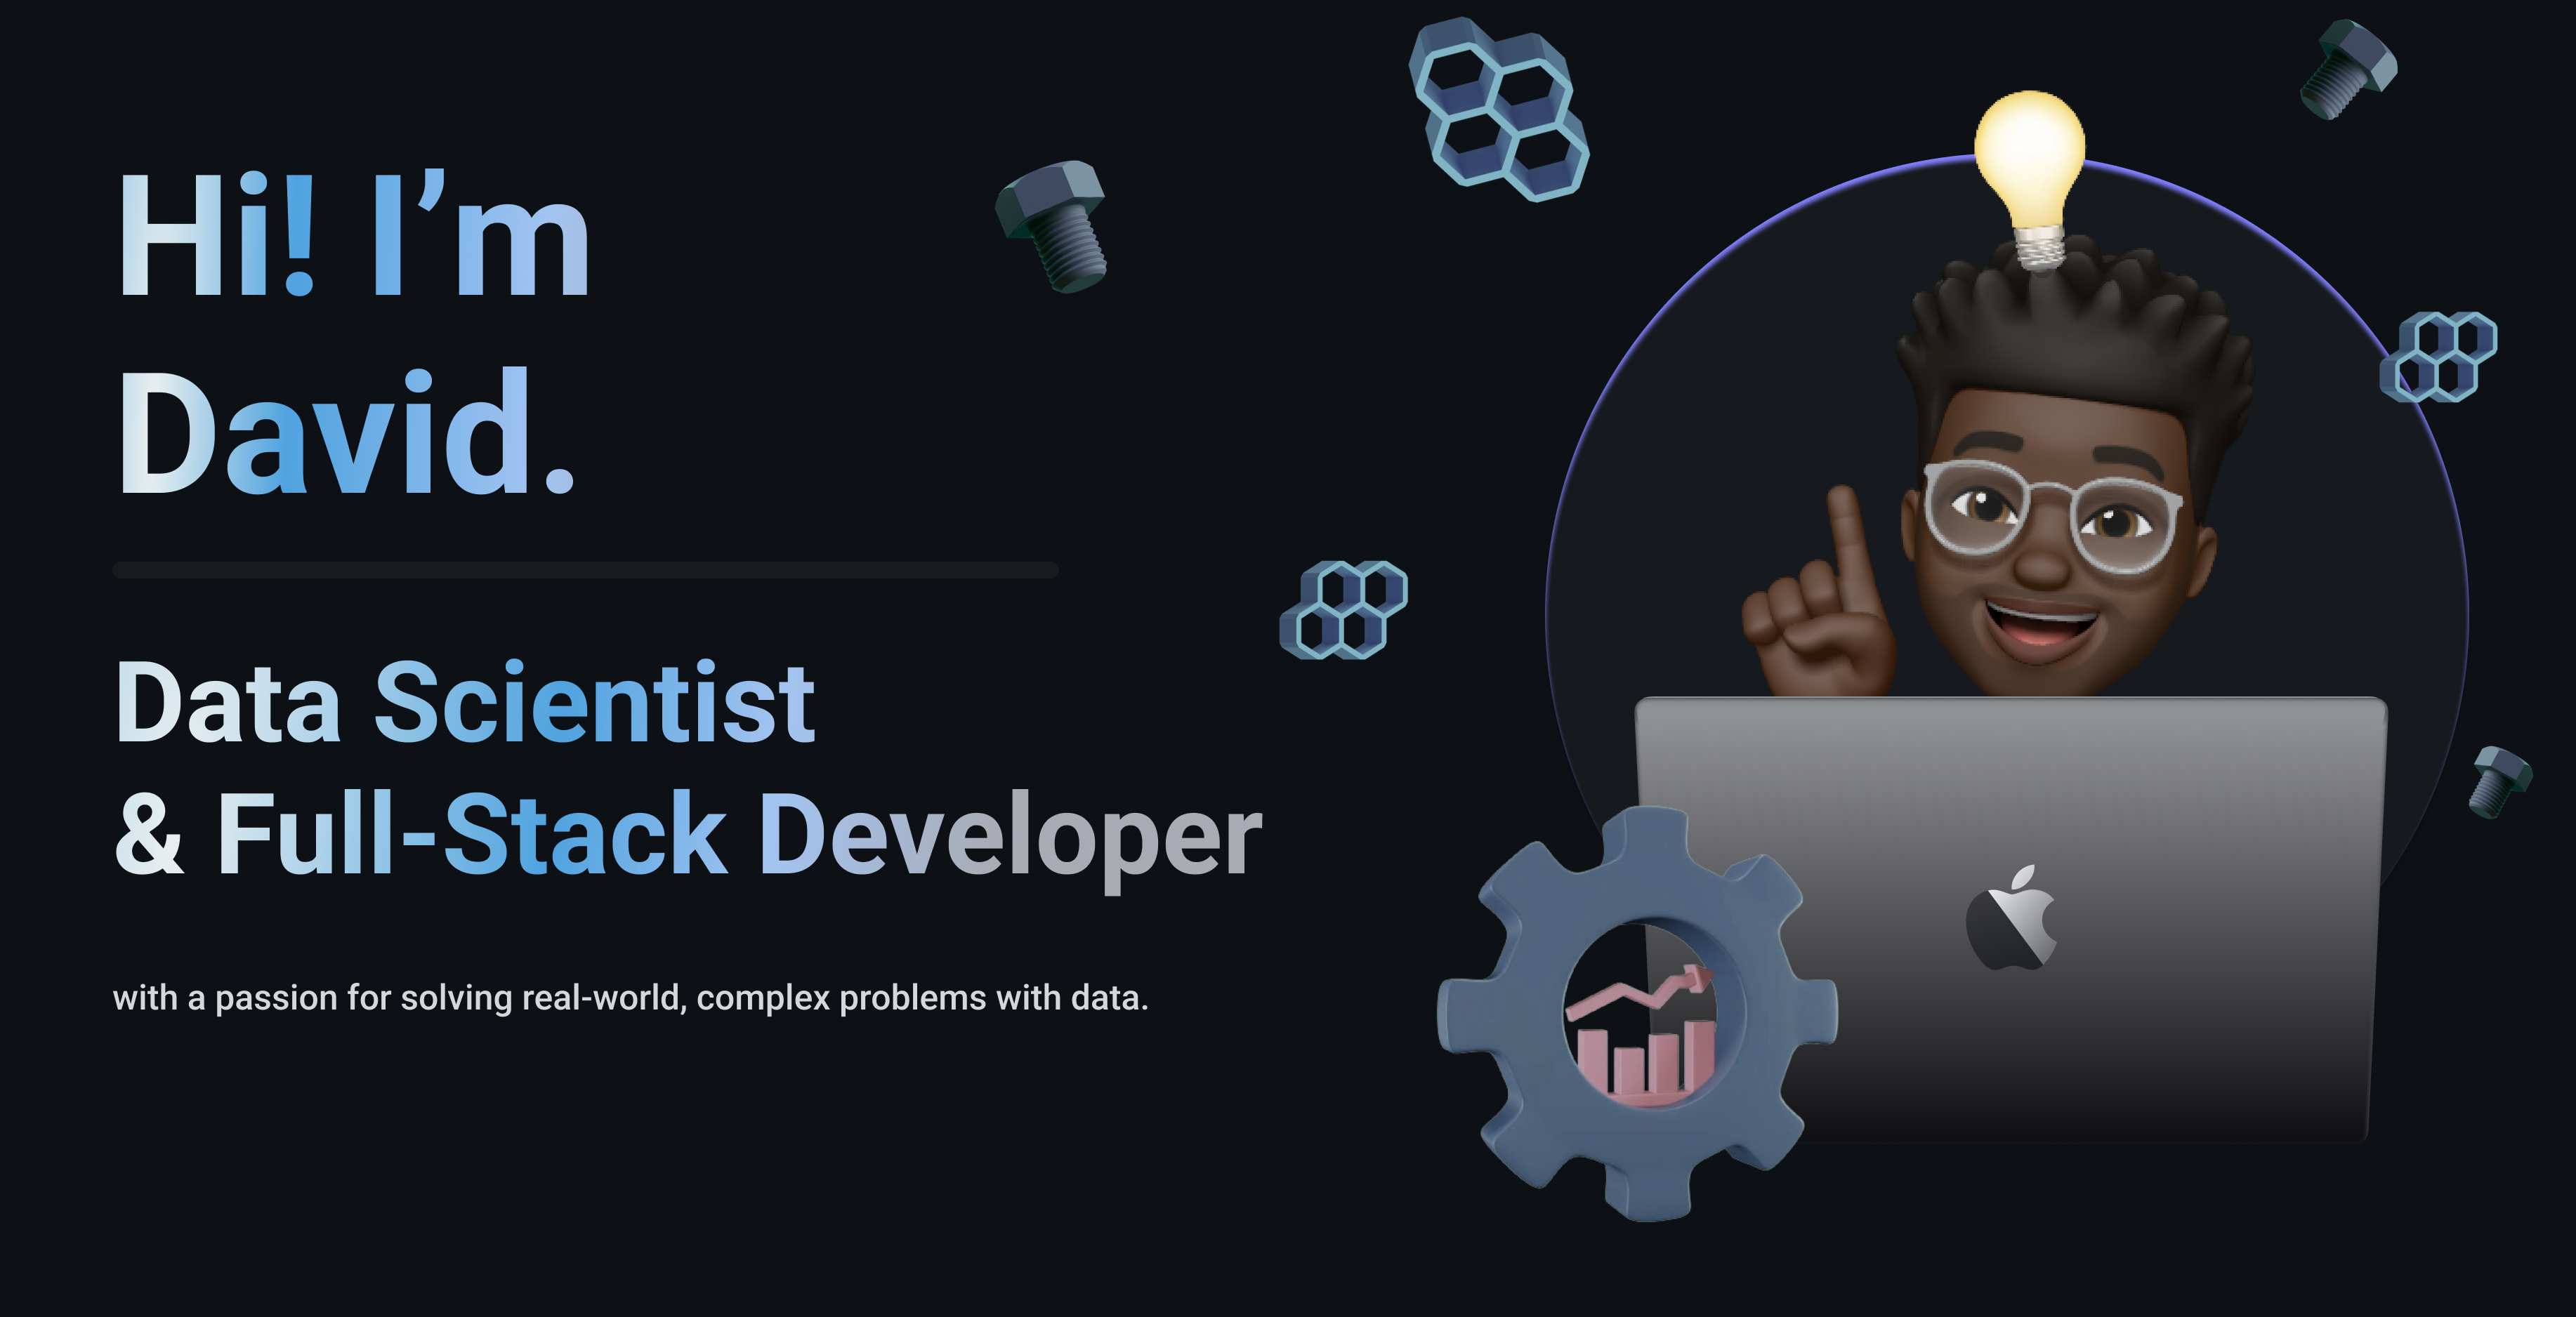 Hi! I’m
David.
Data Scientist
& Full-Stack Developer
with a passion for solving real-world, complex problems with data.